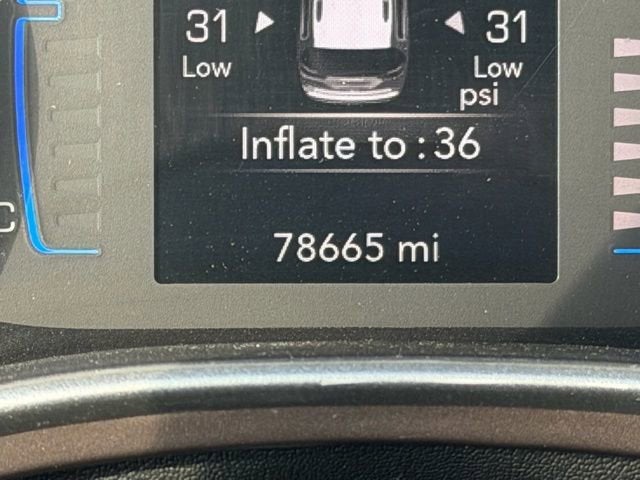 31 31
Low Low
psi
Inflate to : 36
78665 mi
C